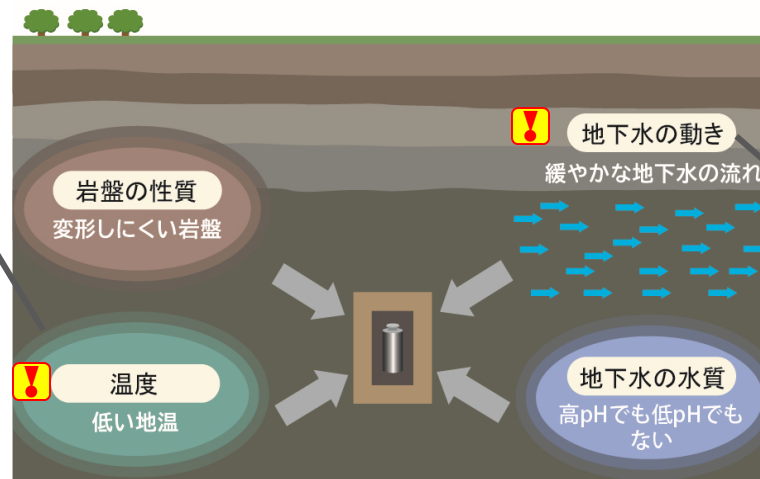 地下水の動き
緩やかな地下水の流れ
岩盤の性質
変形しにくい岩盤
温度
低い地温
地下水の水質
高pHでも低pHでも
ない